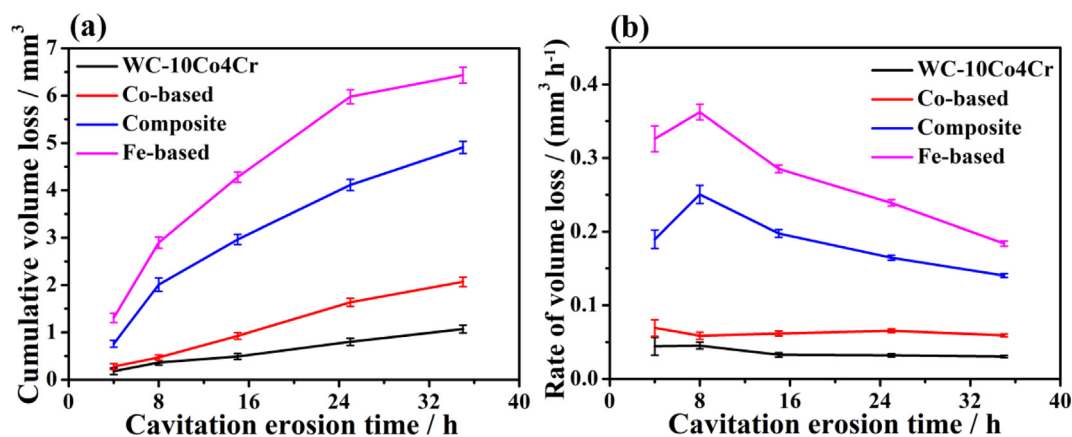 (a)
Cumulative volume loss / mm³
7
6
5
4
3
2
1
0
WC-10Co4Cr
Co-based
Composite
Fe-based
0 8 16 24 32 40
Cavitation erosion time / h
(b)
Rate of volume loss / (mm³ h⁻¹)
0.4
0.3
0.2
0.1
0.0
WC-10Co4Cr
Co-based
Composite
Fe-based
0 8 16 24 32 40
Cavitation erosion time / h